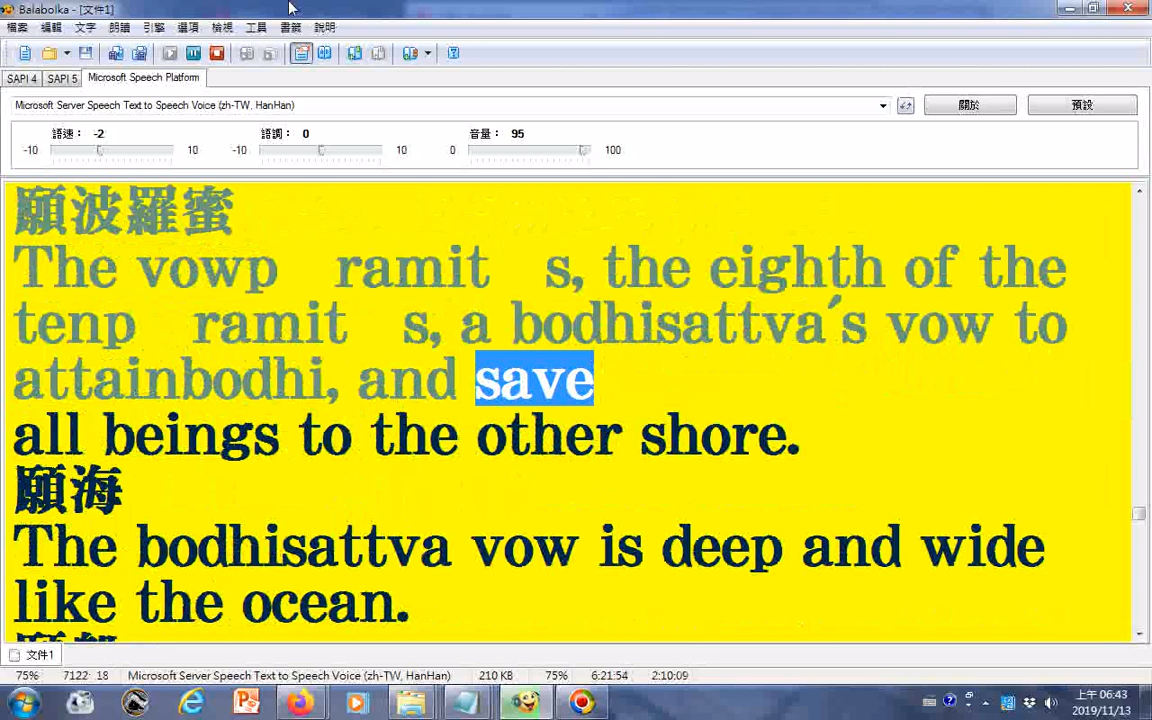 Balabolka - [文件1]
檔案 編輯 文字 朗讀 引擎 選項 檢視 工具 書籤 說明
SAPI 4 SAPI 5 Microsoft Speech Platform
Microsoft Server Speech Text to Speech Voice (zh-TW, HanHan) 關於 預設
語速： -2 語調： 0 音量： 95
-10 10 -10 10 0 100
願波羅蜜
The vowp ramit s, the eighth of the
tenp ramit s, a bodhisattva's vow to
attainbodhi, and save
all beings to the other shore.
願海
The bodhisattva vow is deep and wide
like the ocean.
文件1
75% 7122: 18 Microsoft Server Speech Text to Speech Voice (zh-TW, HanHan) 210 KB 75% 6:21:54 2:10:09
上午 06:43
2019/11/13